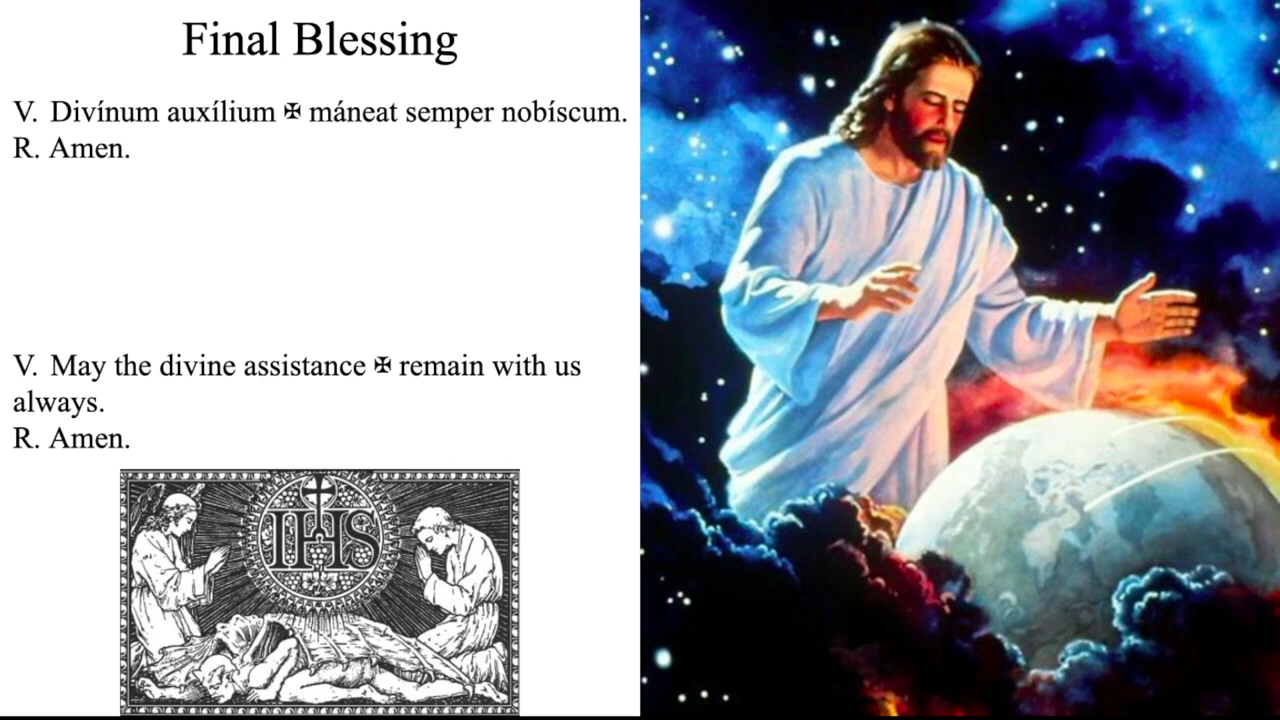 Final Blessing
V. Divínum auxílium ✠ máneat semper nobíscum.
R. Amen.
V. May the divine assistance ✠ remain with us
always.
R. Amen.
IHS